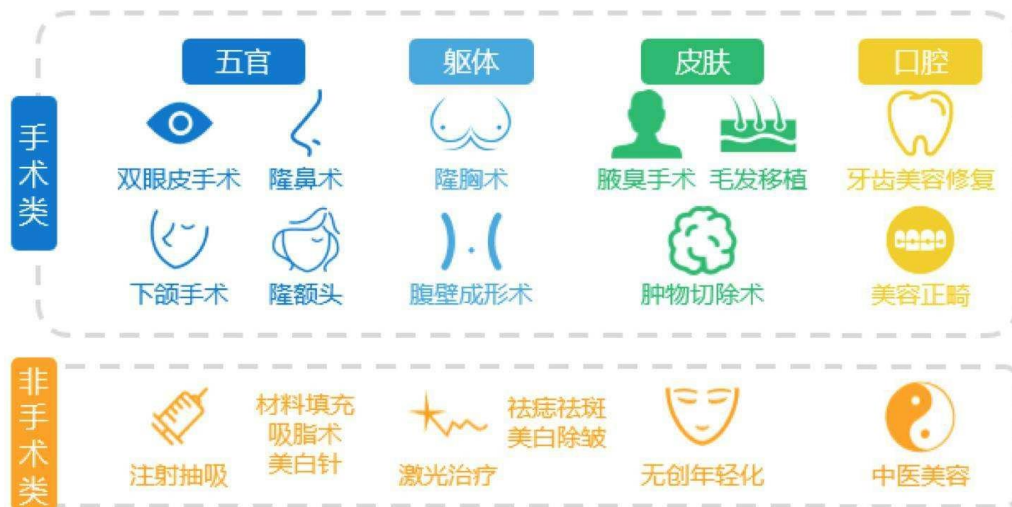 五官
躯体
皮肤
口腔
手术类
双眼皮手术
隆鼻术
隆胸术
腋臭手术
毛发移植
牙齿美容修复
下颌手术
隆额头
腹壁成形术
肿物切除术
美容正畸
非手术类
注射抽吸
材料填充
吸脂术
美白针
激光治疗
祛痣祛斑
美白除皱
无创年轻化
中医美容